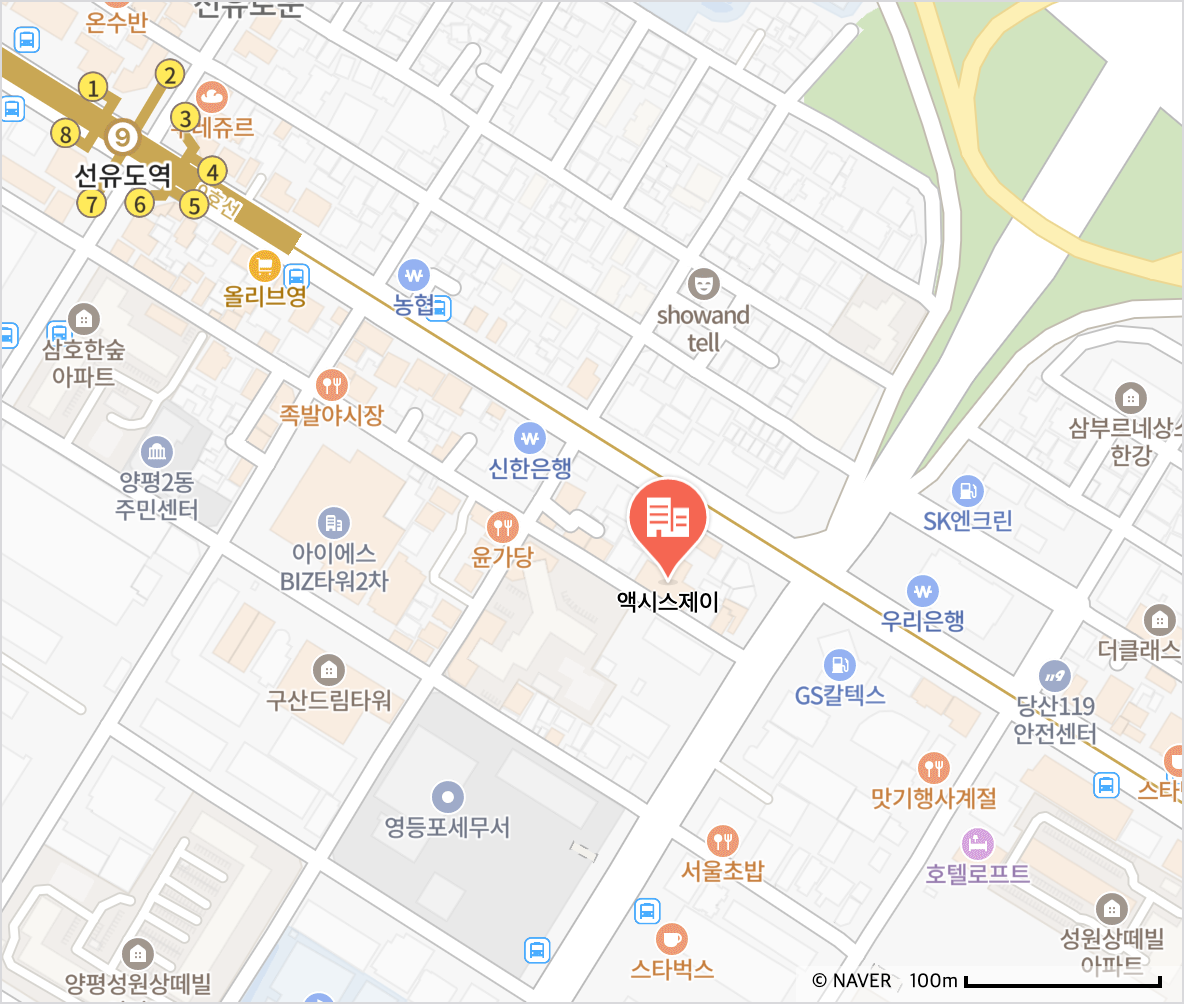 선유로운
온수반
1
2
3
뚜레쥬르
8
9
4
선유도역
7
6
5
9호선
올리브영
농협
showand
tell
삼호한숲
아파트
족발야시장
삼부르네상스
한강
신한은행
양평2동
주민센터
SK엔크린
아이에스
BIZ타워2차
윤가당
액시스제이
우리은행
더클래스
구산드림타워
GS칼텍스
당산119
안전센터
맛기행사계절
스타
영등포세무서
서울초밥
호텔로프트
성원상떼빌
아파트
스타벅스
양평성원상떼빌
© NAVER
100m